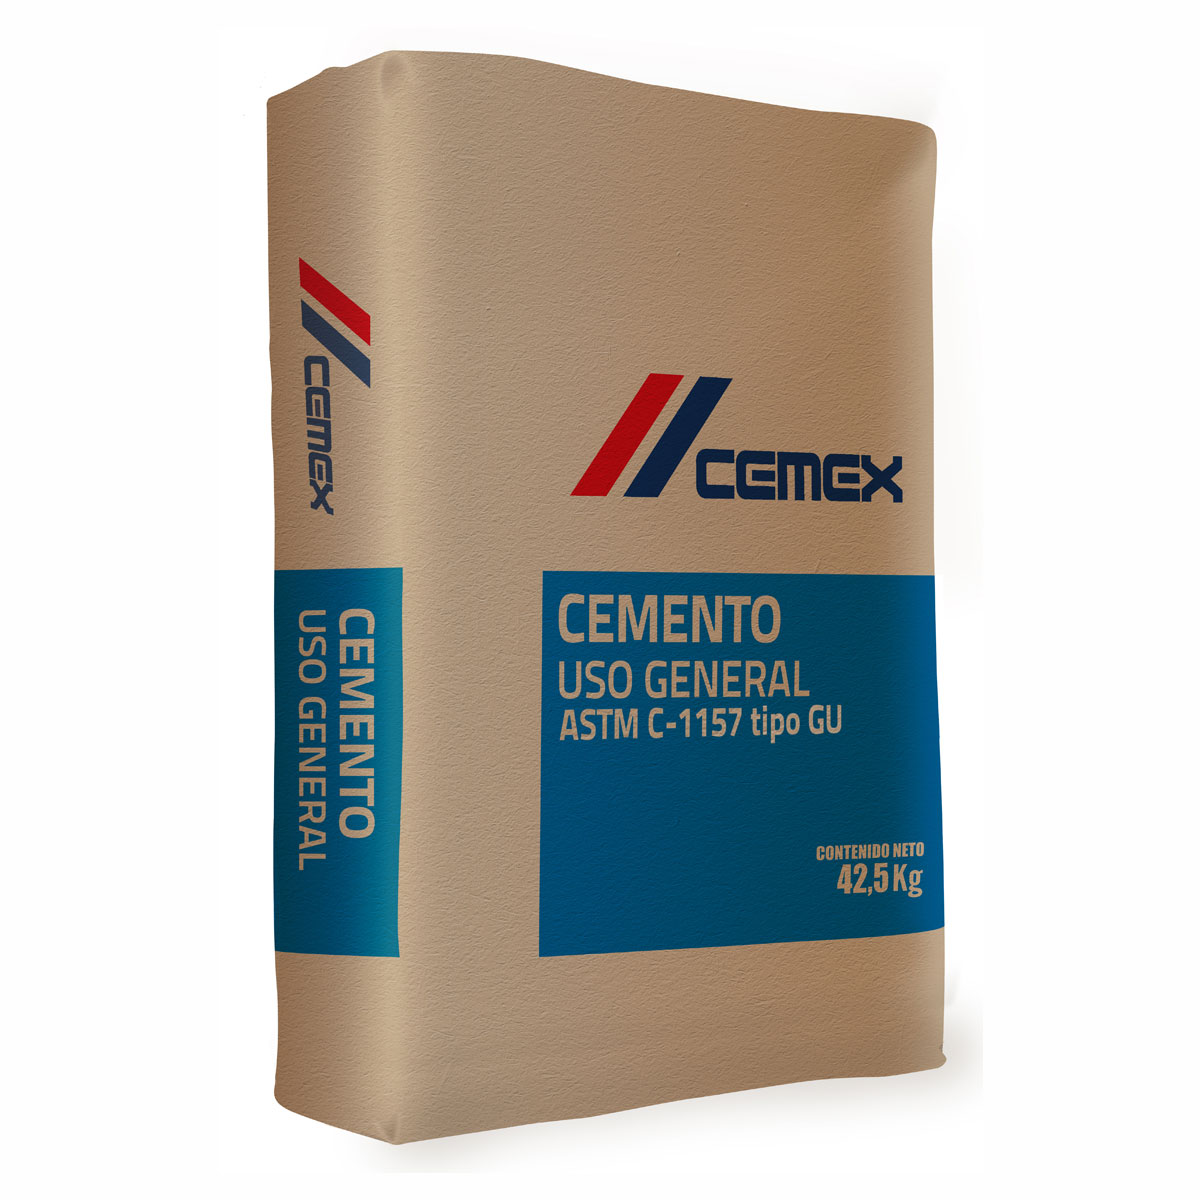 CEMEX
CEMENTO
USO GENERAL
CEMEX
CEMENTO
USO GENERAL
ASTM C-1157 tipo GU
CONTENIDO NETO
42,5 Kg